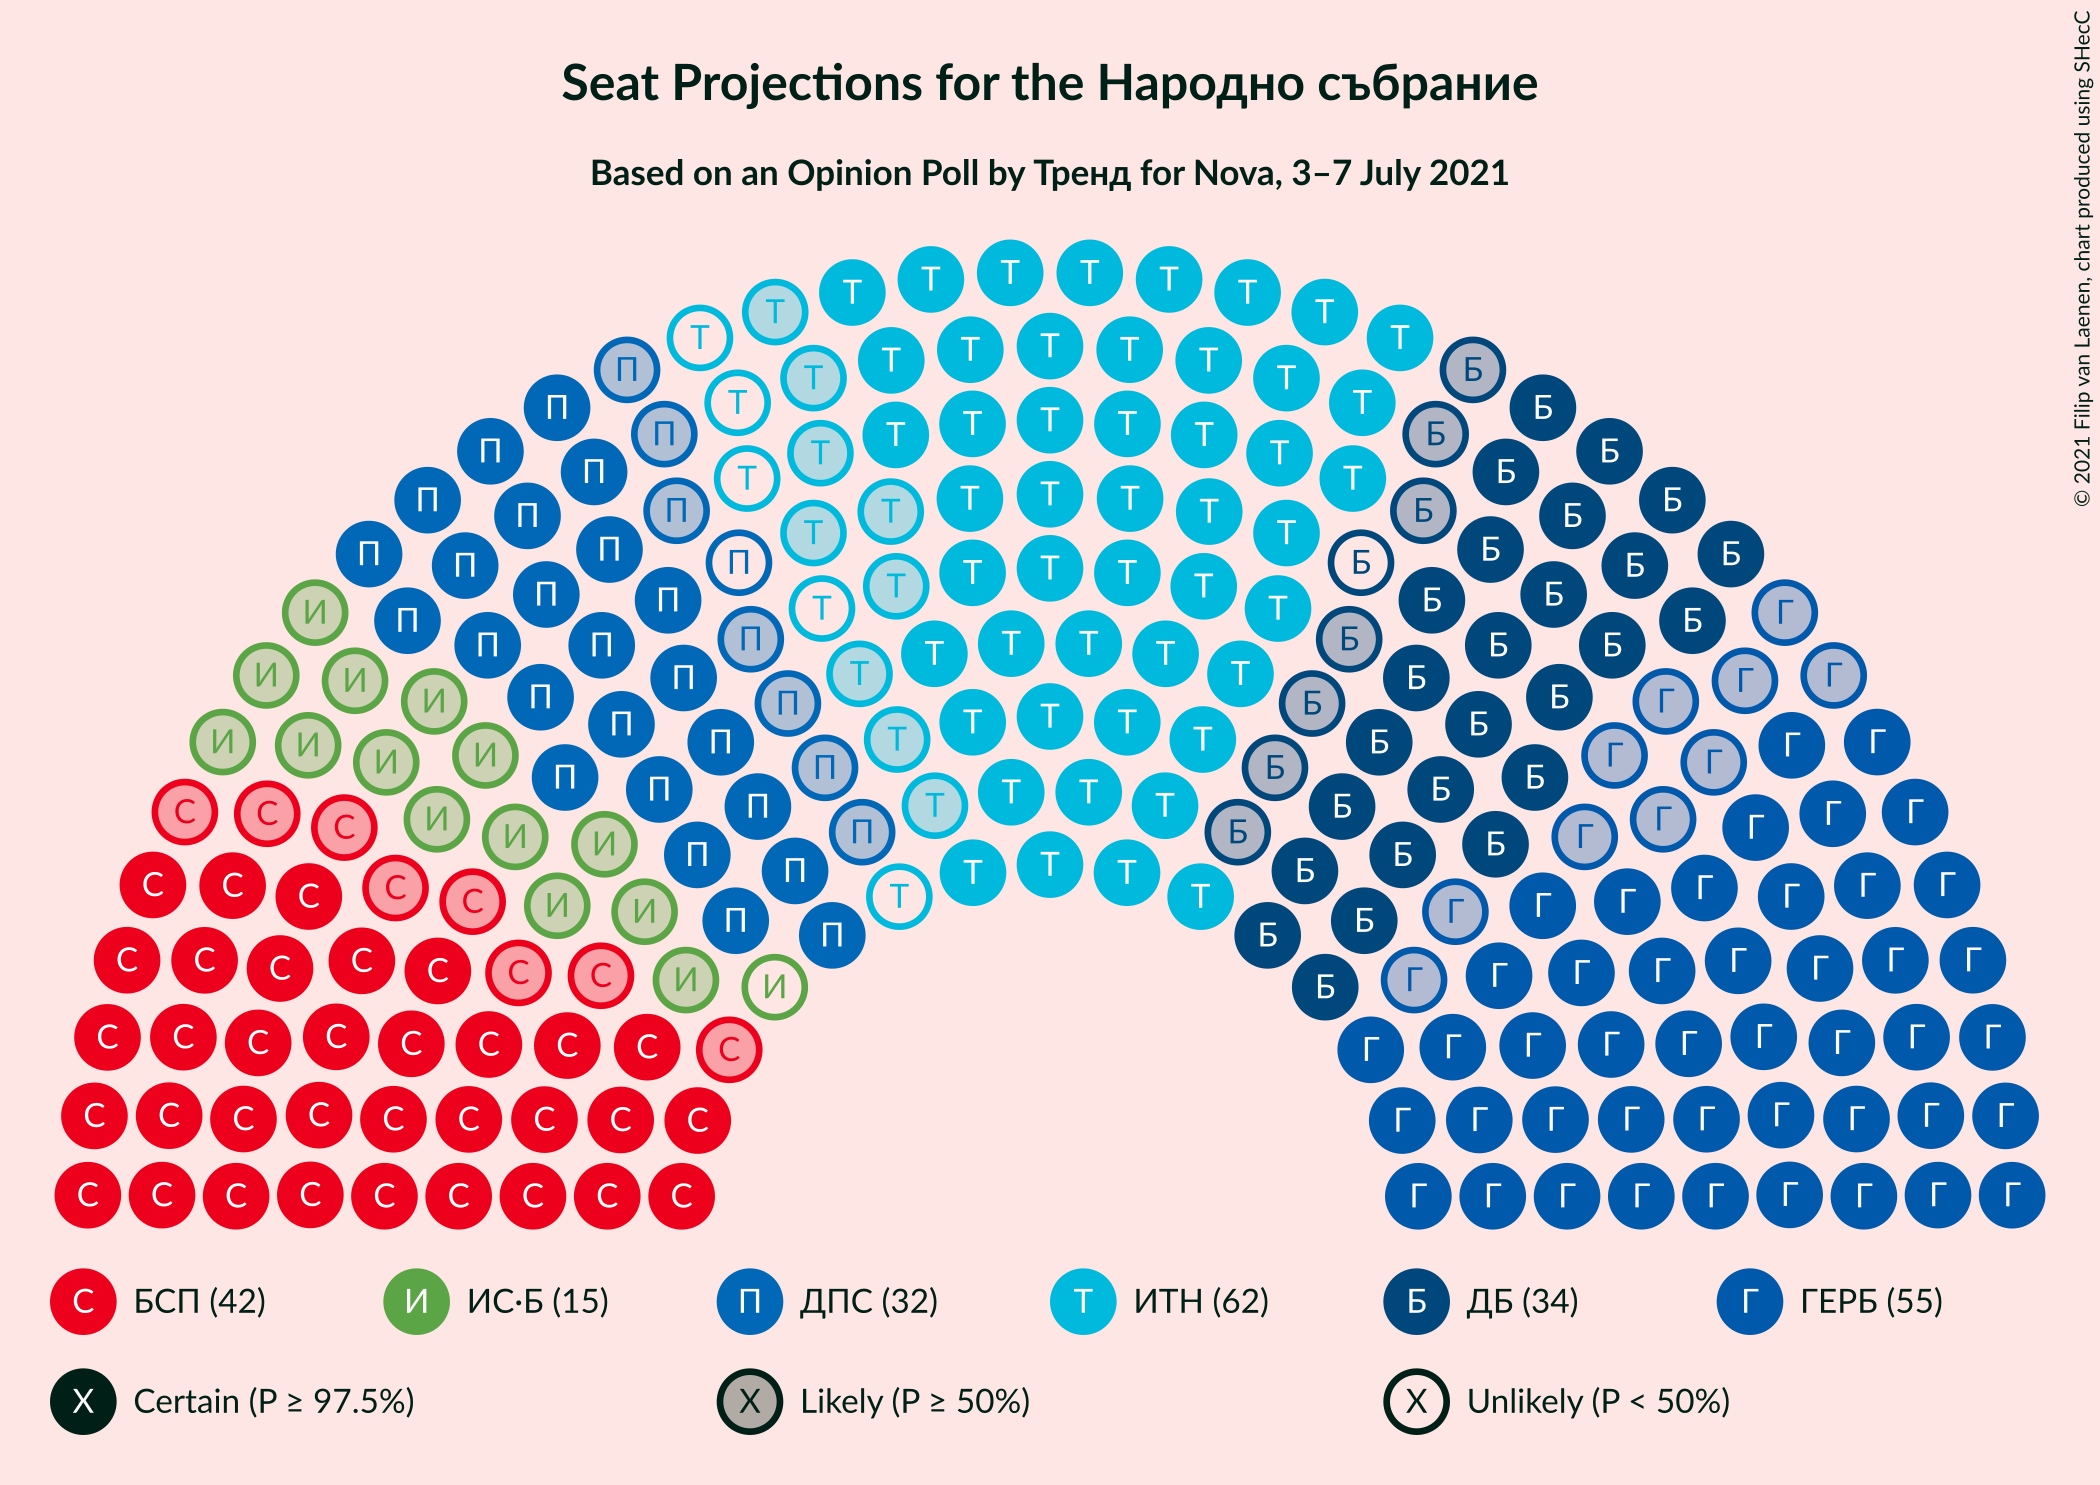 Seat Projections for the Народно събрание
Based on an Opinion Poll by Тренд for Nova, 3–7 July 2021
© 2021 Filip van Laenen, chart produced using SHecC
С БСП (42) И ИС·Б (15) П ДПС (32) Т ИТН (62) Б ДБ (34) Г ГЕРБ (55)
X Certain (P ≥ 97.5%) X Likely (P ≥ 50%) X Unlikely (P < 50%)